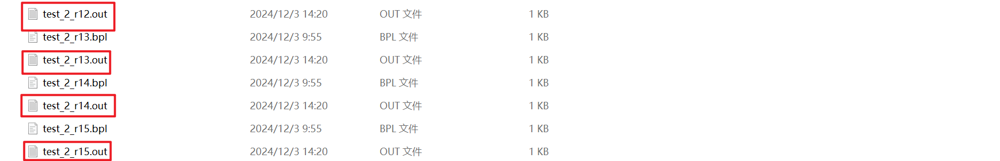 test_2_r12.out 2024/12/3 14:20 OUT 文件 1 KB
test_2_r13.bpl 2024/12/3 9:55 BPL 文件 1 KB
test_2_r13.out 2024/12/3 14:20 OUT 文件 1 KB
test_2_r14.bpl 2024/12/3 9:55 BPL 文件 1 KB
test_2_r14.out 2024/12/3 14:20 OUT 文件 1 KB
test_2_r15.bpl 2024/12/3 9:55 BPL 文件 1 KB
test_2_r15.out 2024/12/3 14:20 OUT 文件 1 KB